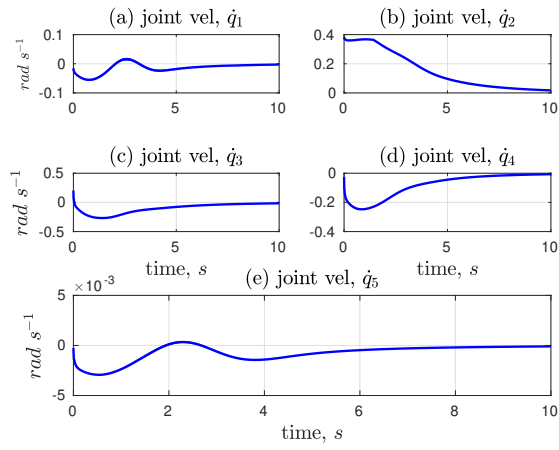 (a) joint vel, q̇₁
(b) joint vel, q̇₂
rad s⁻¹
0.1
0
-0.1
0 5 10
0.4
0.2
0
0 5 10
(c) joint vel, q̇₃
(d) joint vel, q̇₄
rad s⁻¹
0.5
0
-0.5
0 5 10
time, s
0
-0.2
-0.4
0 5 10
time, s
(e) joint vel, q̇₅
×10⁻³
rad s⁻¹
5
0
-5
0 2 4 6 8 10
time, s